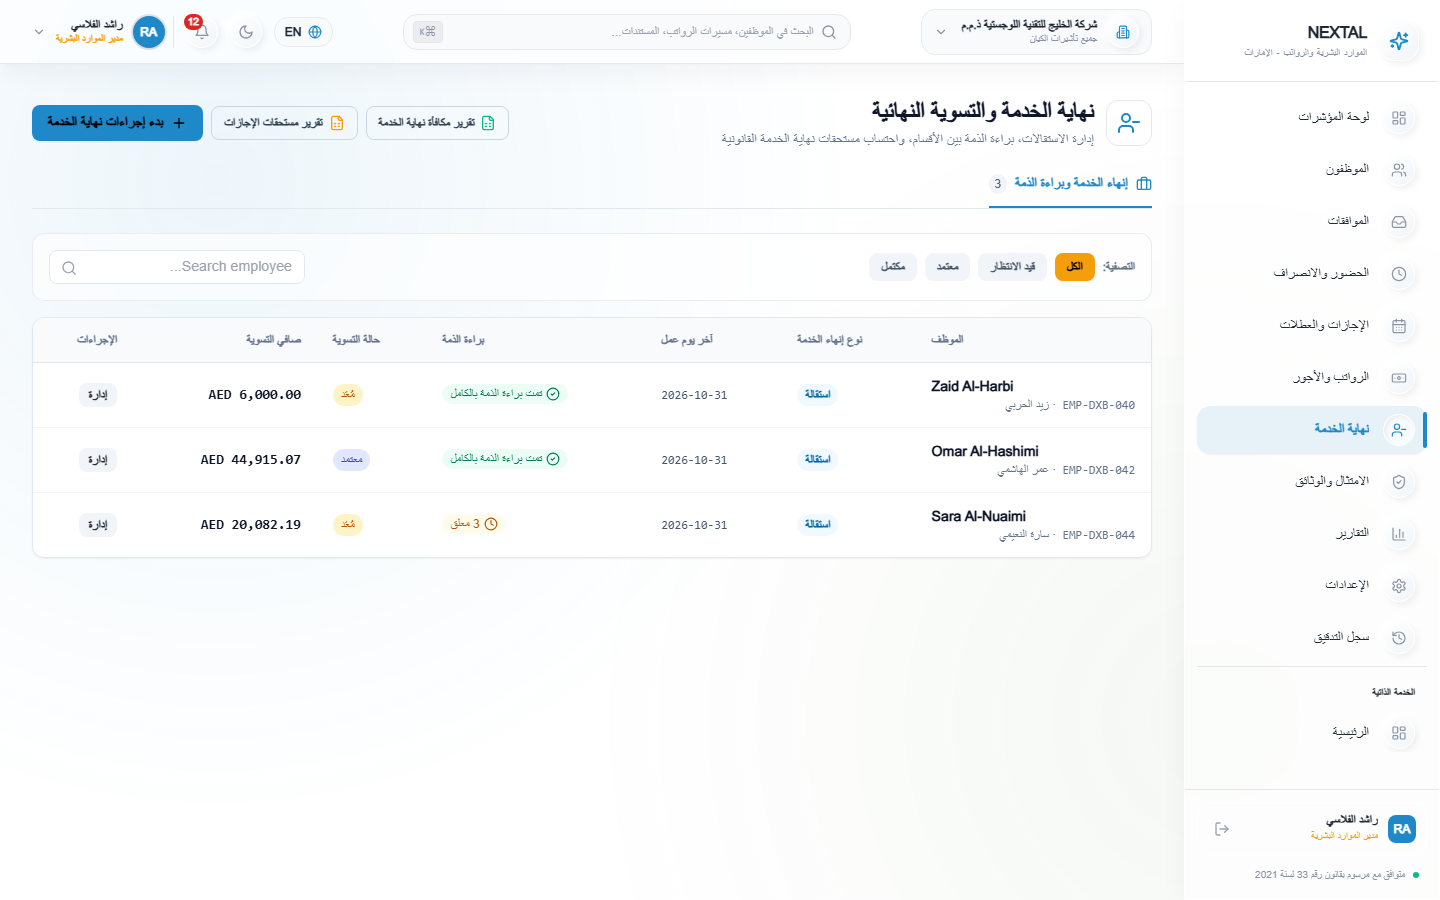 NEXTAL
الموارد البشرية والرواتب - الإمارات
لوحة المؤشرات
الموظفون
الموافقات
الحضور والانصراف
الإجازات والعطلات
الرواتب والأجور
نهاية الخدمة
الامتثال والوثائق
التقارير
الإعدادات
سجل التدقيق
الخدمة الذاتية
الرئيسية
RA
راشد الفلاسي
مدير الموارد البشرية
متوافق مع مرسوم بقانون رقم 33 لسنة 2021
شركة الخليج للتقنية اللوجستية ذ.م.م
جميع تأشيرات الكيان
البحث في الموظفين، مسيرات الرواتب، المستندات...
⌘K
EN
12
RA
راشد الفلاسي
مدير الموارد البشرية
نهاية الخدمة والتسوية النهائية
إدارة الاستقالات، براءة الذمة بين الأقسام، واحتساب مستحقات نهاية الخدمة القانونية
تقرير مكافأة نهاية الخدمة
تقرير مستحقات الإجازات
بدء إجراءات نهاية الخدمة
إنهاء الخدمة وبراءة الذمة 3
التصفية: الكل قيد الانتظار معتمد مكتمل
Search employee...
الموظف نوع إنهاء الخدمة آخر يوم عمل براءة الذمة حالة التسوية صافي التسوية الإجراءات
Zaid Al-Harbi
EMP-DXB-040 · زيد الحربي
استقالة 2026-10-31 تمت براءة الذمة بالكامل مُعَد AED 6,000.00 إدارة
Omar Al-Hashimi
EMP-DXB-042 · عمر الهاشمي
استقالة 2026-10-31 تمت براءة الذمة بالكامل معتمد AED 44,915.07 إدارة
Sara Al-Nuaimi
EMP-DXB-044 · سارة النعيمي
استقالة 2026-10-31 3 معلق مُعَد AED 20,082.19 إدارة